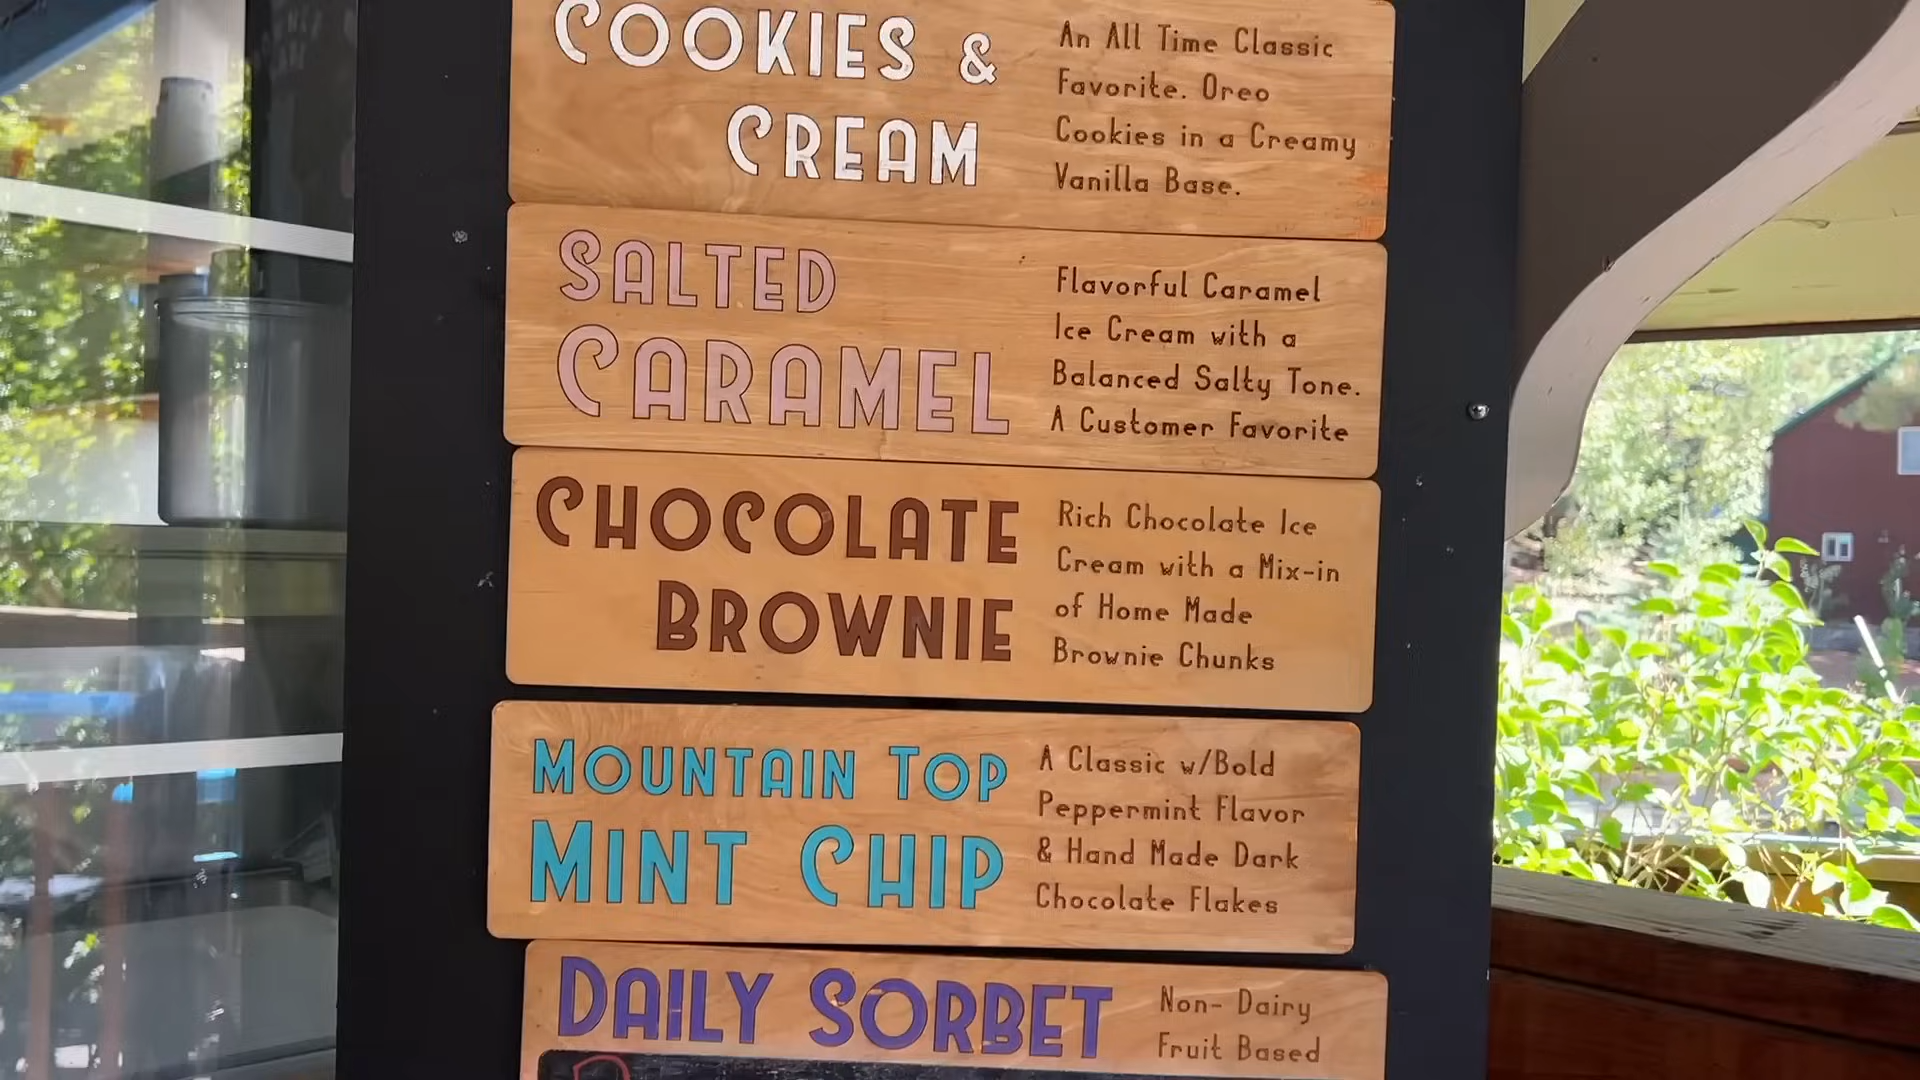 COOKIES &
CREAM
An All Time Classic
Favorite. Oreo
Cookies in a Creamy
Vanilla Base.
SALTED
CARAMEL
Flavorful Caramel
Ice Cream with a
Balanced Salty Tone.
A Customer Favorite
CHOCOLATE
BROWNIE
Rich Chocolate Ice
Cream with a Mix-in
of Home Made
Brownie Chunks
MOUNTAIN TOP
MINT CHIP
A Classic w/Bold
Peppermint Flavor
& Hand Made Dark
Chocolate Flakes
DAILY SORBET
Non- Dairy
Fruit Based